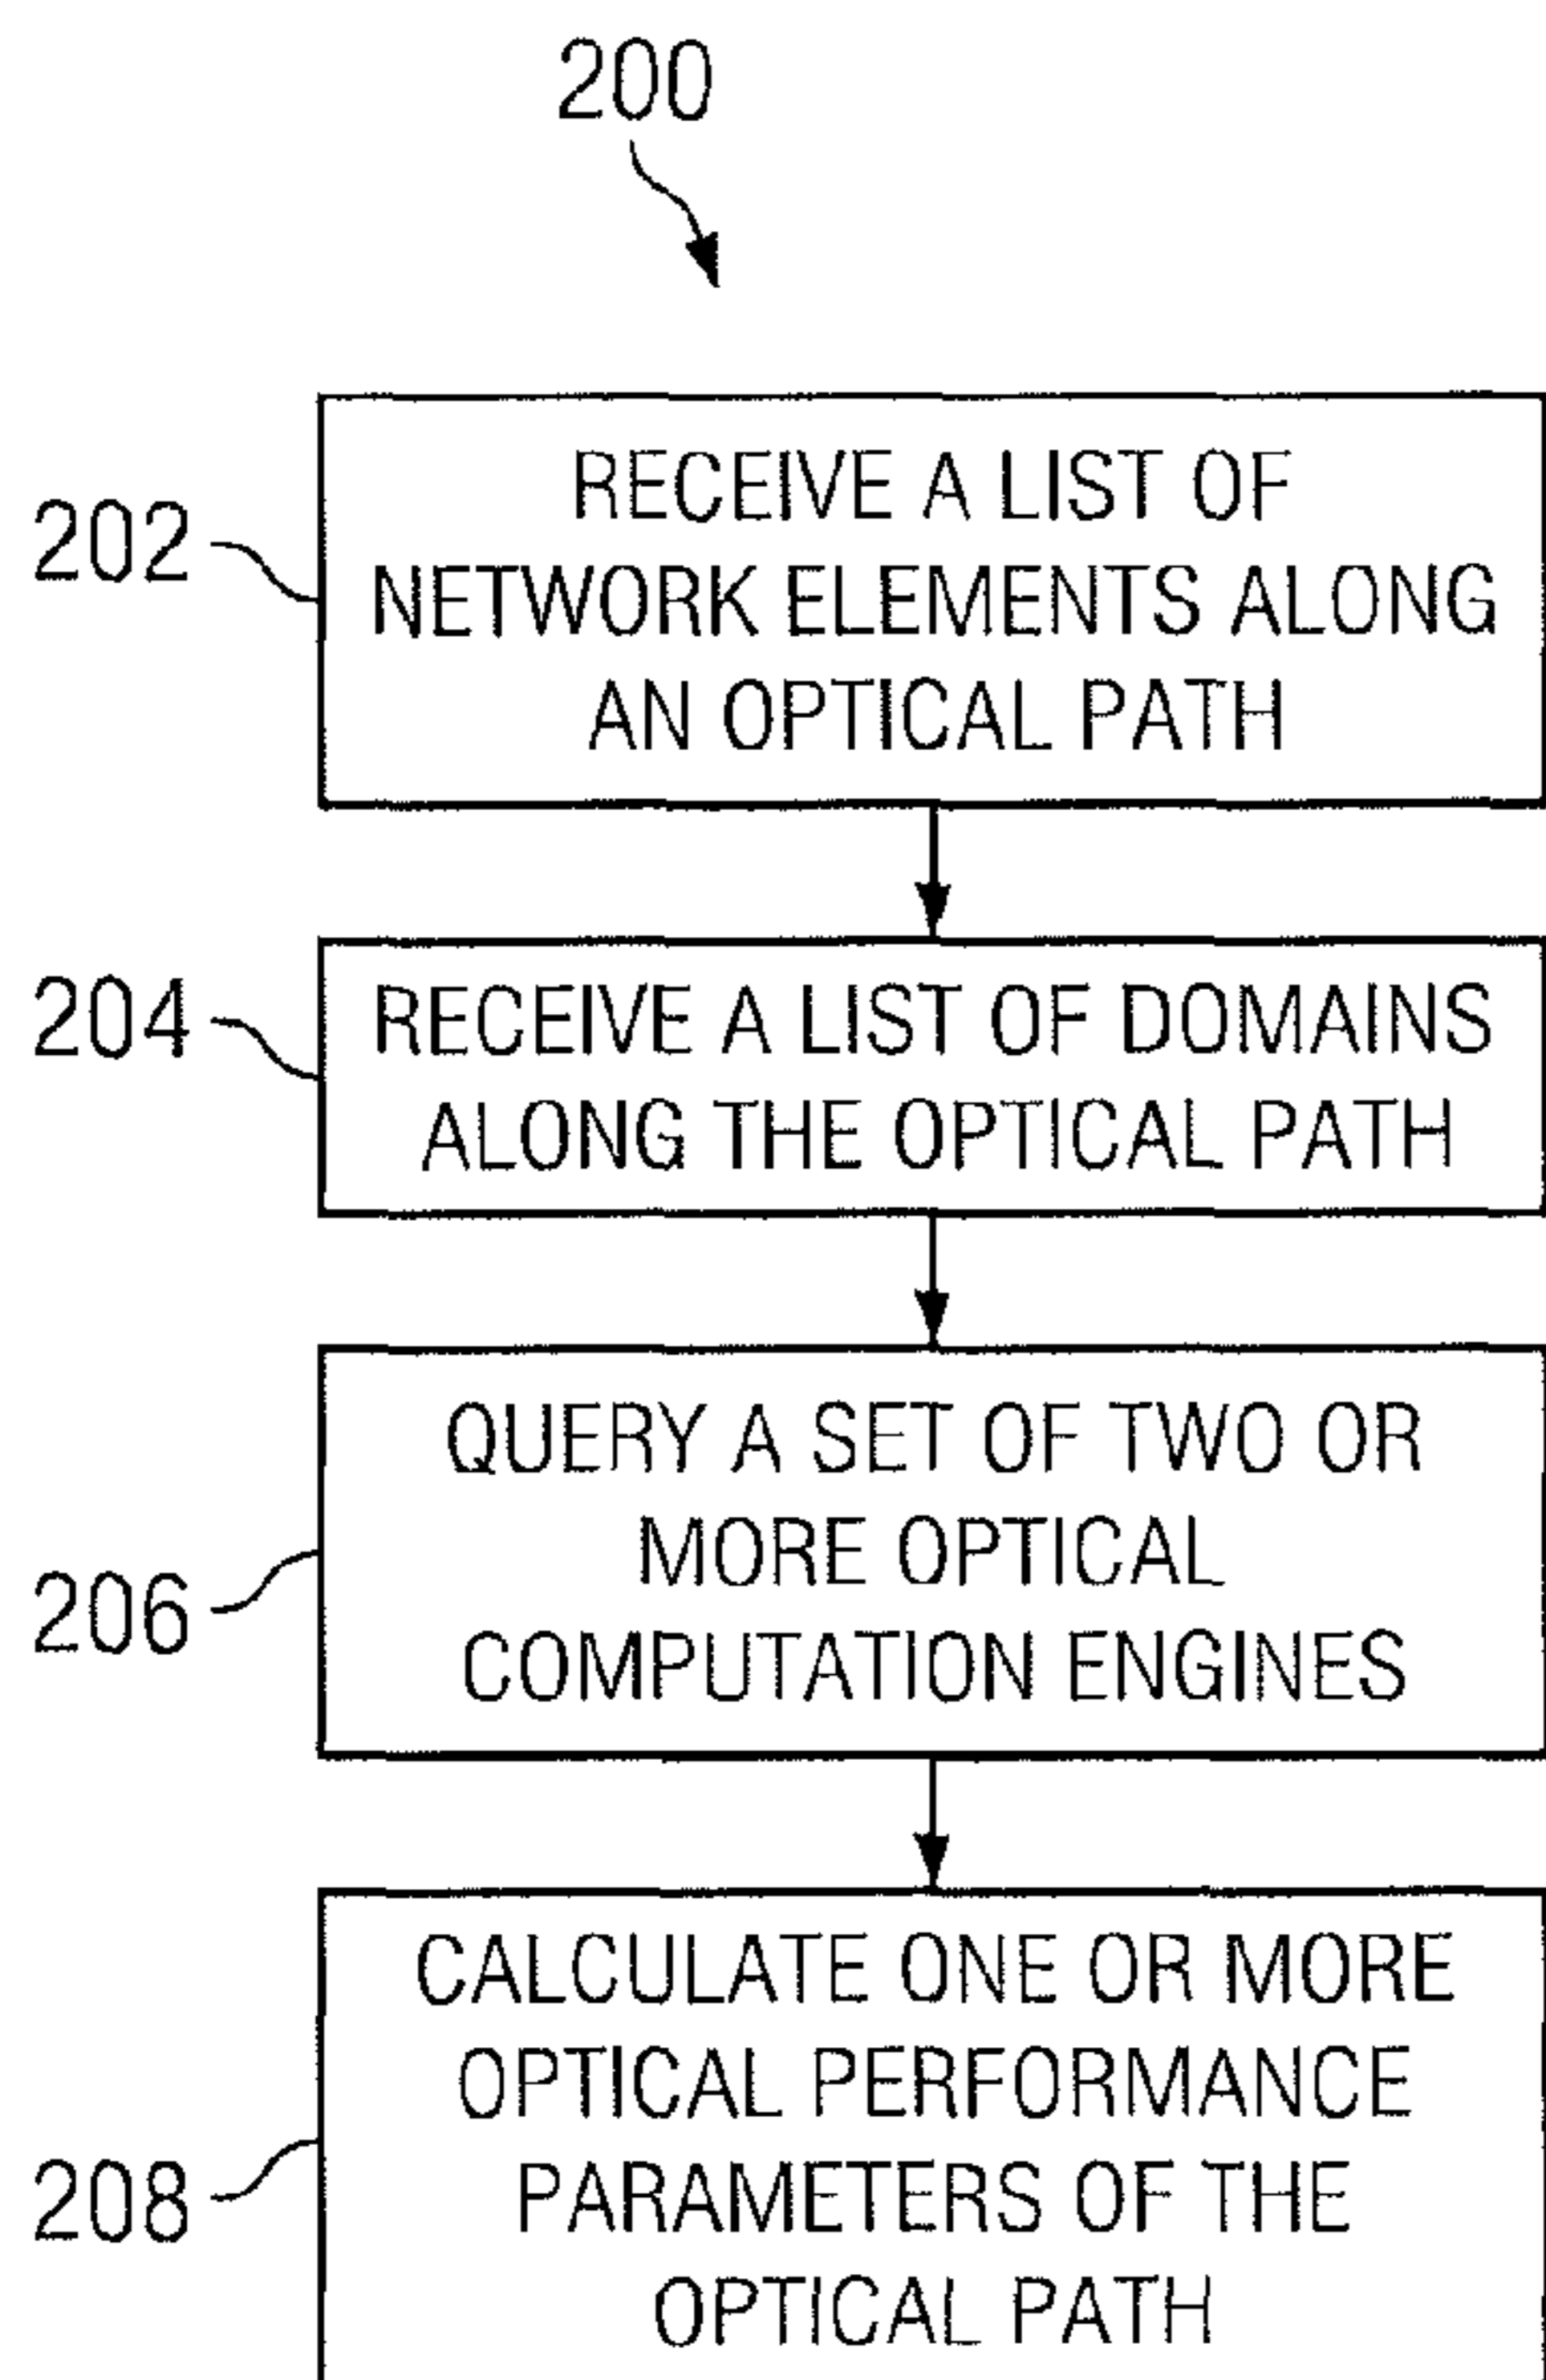 200
202
RECEIVE A LIST OF
NETWORK ELEMENTS ALONG
AN OPTICAL PATH
204
RECEIVE A LIST OF DOMAINS
ALONG THE OPTICAL PATH
206
QUERY A SET OF TWO OR
MORE OPTICAL
COMPUTATION ENGINES
208
CALCULATE ONE OR MORE
OPTICAL PERFORMANCE
PARAMETERS OF THE
OPTICAL PATH